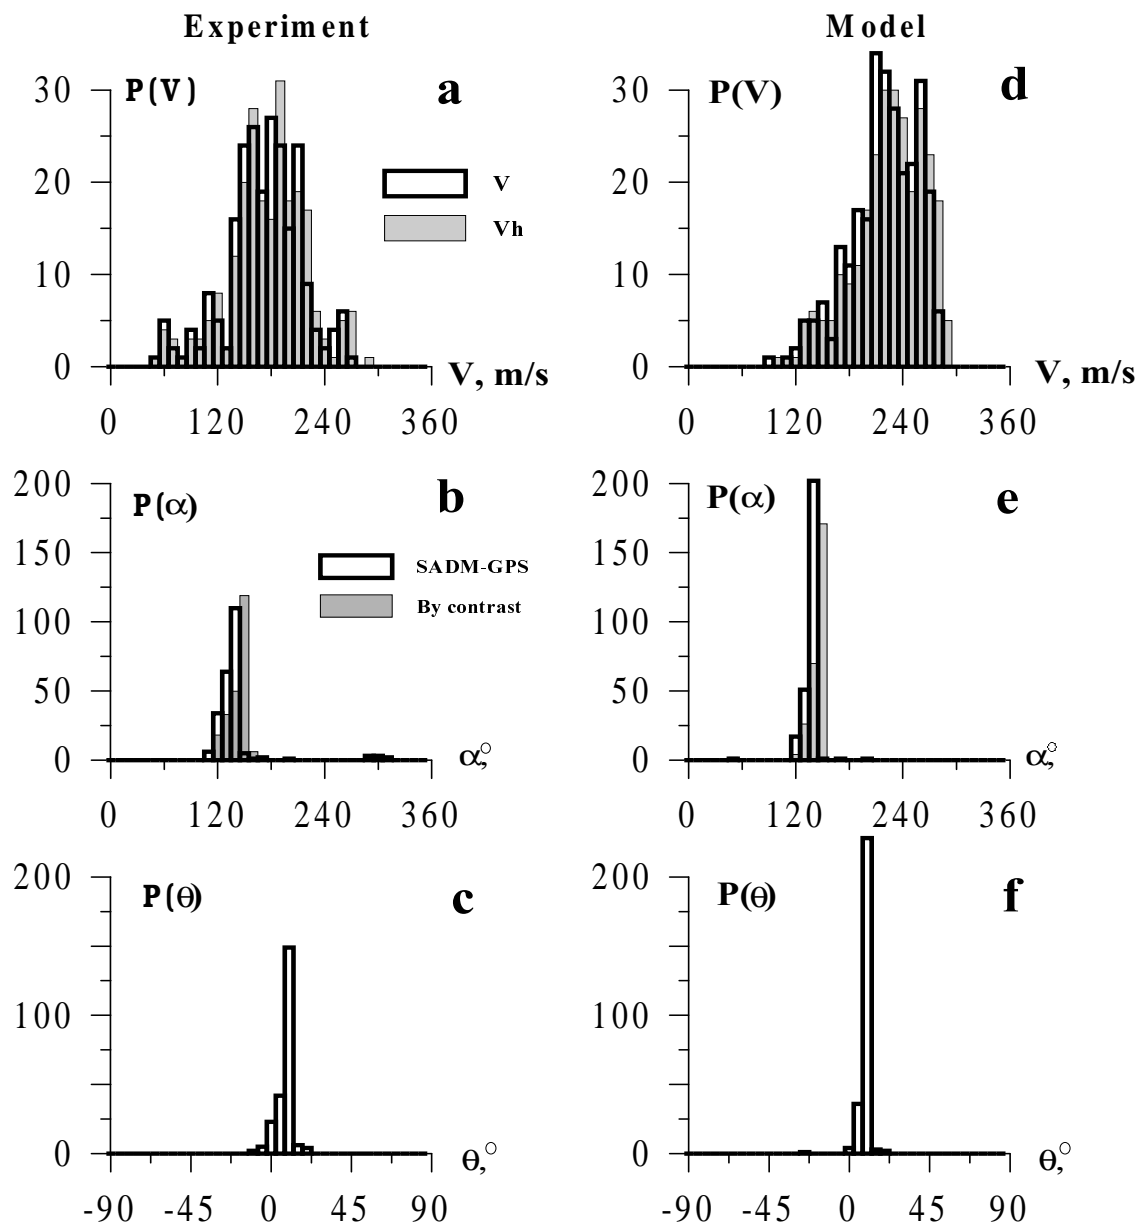 Experiment
Model
P(V)
a
30
20
10
0
V
Vh
V, m/s
0 120 240 360
P(V)
d
30
20
10
0
V, m/s
0 120 240 360
P(α)
b
200
150
100
50
0
SADM-GPS
By contrast
α,°
0 120 240 360
P(α)
e
200
150
100
50
0
α,°
0 120 240 360
P(θ)
c
200
100
0
θ,°
-90 -45 0 45 90
P(θ)
f
200
100
0
θ,°
-90 -45 0 45 90